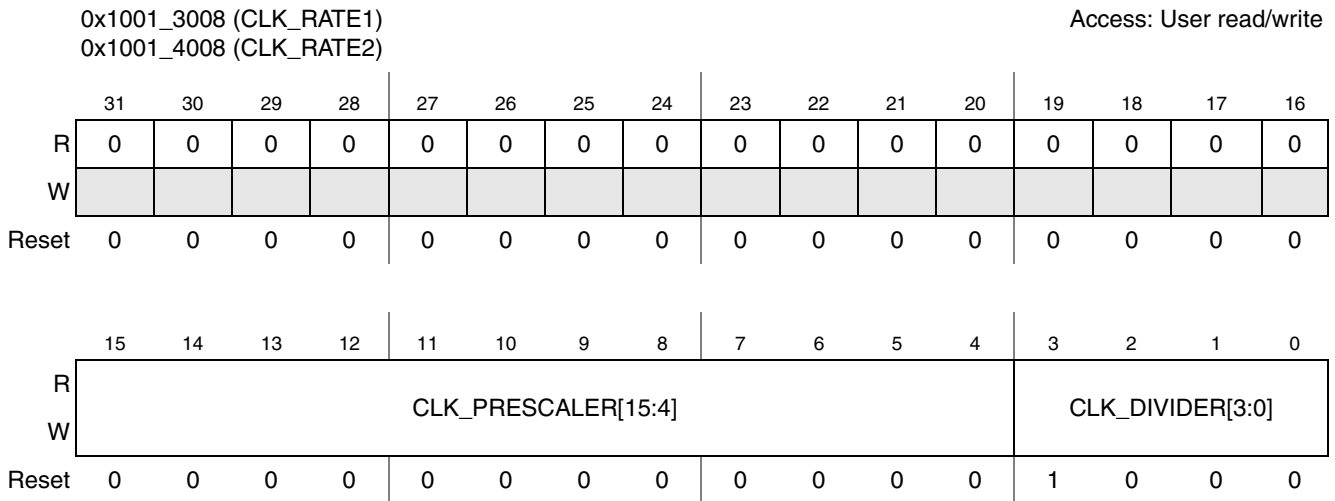 0x1001_3008 (CLK_RATE1) Access: User read/write
0x1001_4008 (CLK_RATE2)
31 30 29 28 27 26 25 24 23 22 21 20 19 18 17 16
R 0 0 0 0 0 0 0 0 0 0 0 0 0 0 0 0
W
Reset 0 0 0 0 0 0 0 0 0 0 0 0 0 0 0 0
15 14 13 12 11 10 9 8 7 6 5 4 3 2 1 0
R
CLK_PRESCALER[15:4] CLK_DIVIDER[3:0]
W
Reset 0 0 0 0 0 0 0 0 0 0 0 0 1 0 0 0